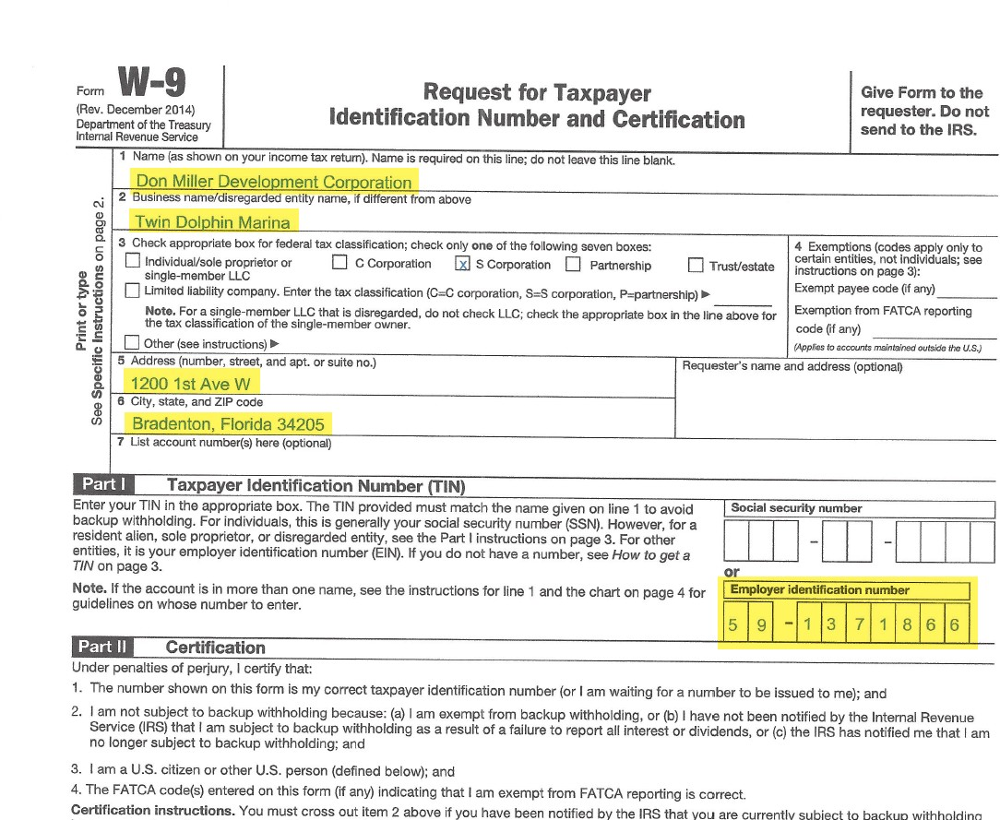 Form W-9
(Rev. December 2014)
Department of the Treasury
Internal Revenue Service
Request for Taxpayer
Identification Number and Certification
Give Form to the
requester. Do not
send to the IRS.
Print or type
See Specific Instructions on page 2.
1 Name (as shown on your income tax return). Name is required on this line; do not leave this line blank.
Don Miller Development Corporation
2 Business name/disregarded entity name, if different from above
Twin Dolphin Marina
3 Check appropriate box for federal tax classification; check only one of the following seven boxes:
Individual/sole proprietor or
single-member LLC
C Corporation
x S Corporation
Partnership
Trust/estate
Limited liability company. Enter the tax classification (C=C corporation, S=S corporation, P=partnership) ▶
Note. For a single-member LLC that is disregarded, do not check LLC; check the appropriate box in the line above for
the tax classification of the single-member owner.
Other (see instructions) ▶
4 Exemptions (codes apply only to
certain entities, not individuals; see
instructions on page 3):
Exempt payee code (if any)
Exemption from FATCA reporting
code (if any)
(Applies to accounts maintained outside the U.S.)
5 Address (number, street, and apt. or suite no.)
1200 1st Ave W
6 City, state, and ZIP code
Bradenton, Florida 34205
Requester's name and address (optional)
7 List account number(s) here (optional)
Part I Taxpayer Identification Number (TIN)
Enter your TIN in the appropriate box. The TIN provided must match the name given on line 1 to avoid
backup withholding. For individuals, this is generally your social security number (SSN). However, for a
resident alien, sole proprietor, or disregarded entity, see the Part I instructions on page 3. For other
entities, it is your employer identification number (EIN). If you do not have a number, see How to get a
TIN on page 3.
Note. If the account is in more than one name, see the instructions for line 1 and the chart on page 4 for
guidelines on whose number to enter.
Social security number
– –
or
Employer identification number
5 9 – 1 3 7 1 8 6 6
Part II Certification
Under penalties of perjury, I certify that:
1. The number shown on this form is my correct taxpayer identification number (or I am waiting for a number to be issued to me); and
2. I am not subject to backup withholding because: (a) I am exempt from backup withholding, or (b) I have not been notified by the Internal Revenue
Service (IRS) that I am subject to backup withholding as a result of a failure to report all interest or dividends, or (c) the IRS has notified me that I am
no longer subject to backup withholding; and
3. I am a U.S. citizen or other U.S. person (defined below); and
4. The FATCA code(s) entered on this form (if any) indicating that I am exempt from FATCA reporting is correct.
Certification instructions. You must cross out item 2 above if you have been notified by the IRS that you are currently subject to backup withholding